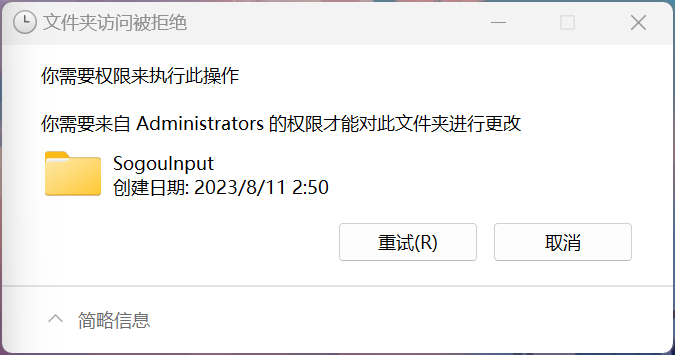 文件夹访问被拒绝
你需要权限来执行此操作
你需要来自 Administrators 的权限才能对此文件夹进行更改
SogouInput
创建日期: 2023/8/11 2:50
重试(R) 取消
简略信息